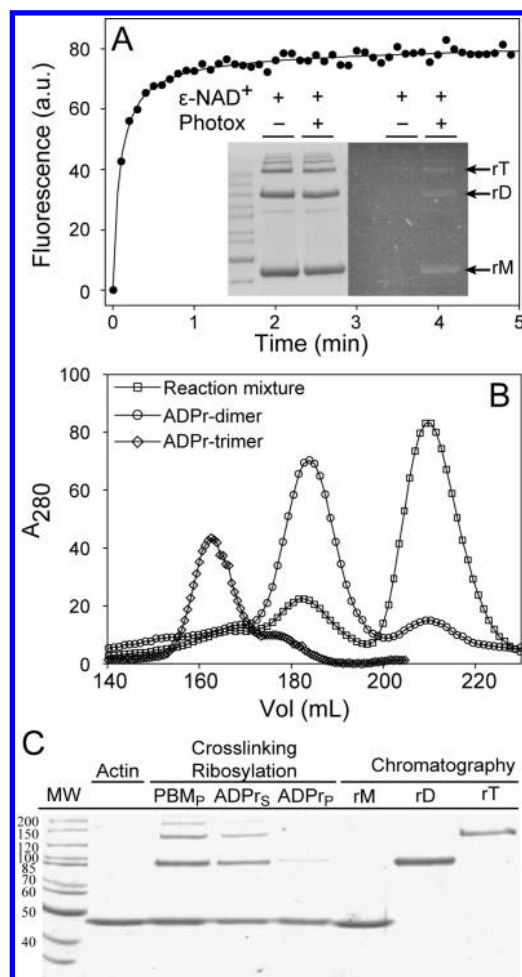 A
Fluorescence (a.u.)
80
60
40
20
0
ε-NAD+ + + + +
Photox – + – +
rT
rD
rM
0 1 2 3 4 5
Time (min)
B
Reaction mixture
ADPr-dimer
ADPr-trimer
A280
100
80
60
40
20
0
140 160 180 200 220
Vol (mL)
C
Crosslinking
Actin Ribosylation Chromatography
MW PBMP ADPrS ADPrP rM rD rT
200
150
120
100
85
70
60
50
40